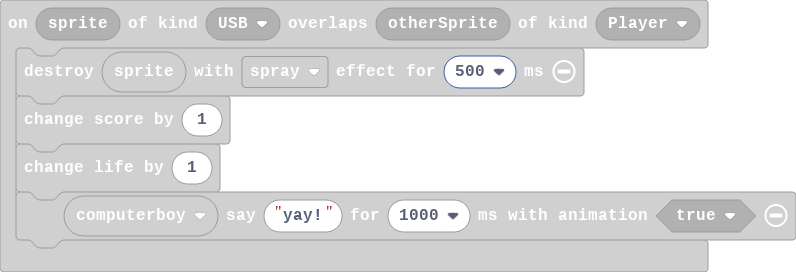 on sprite of kind USB overlaps otherSprite of kind Player
destroy sprite with spray effect for 500 ms
change score by 1
change life by 1
computerboy say "yay!" for 1000 ms with animation true